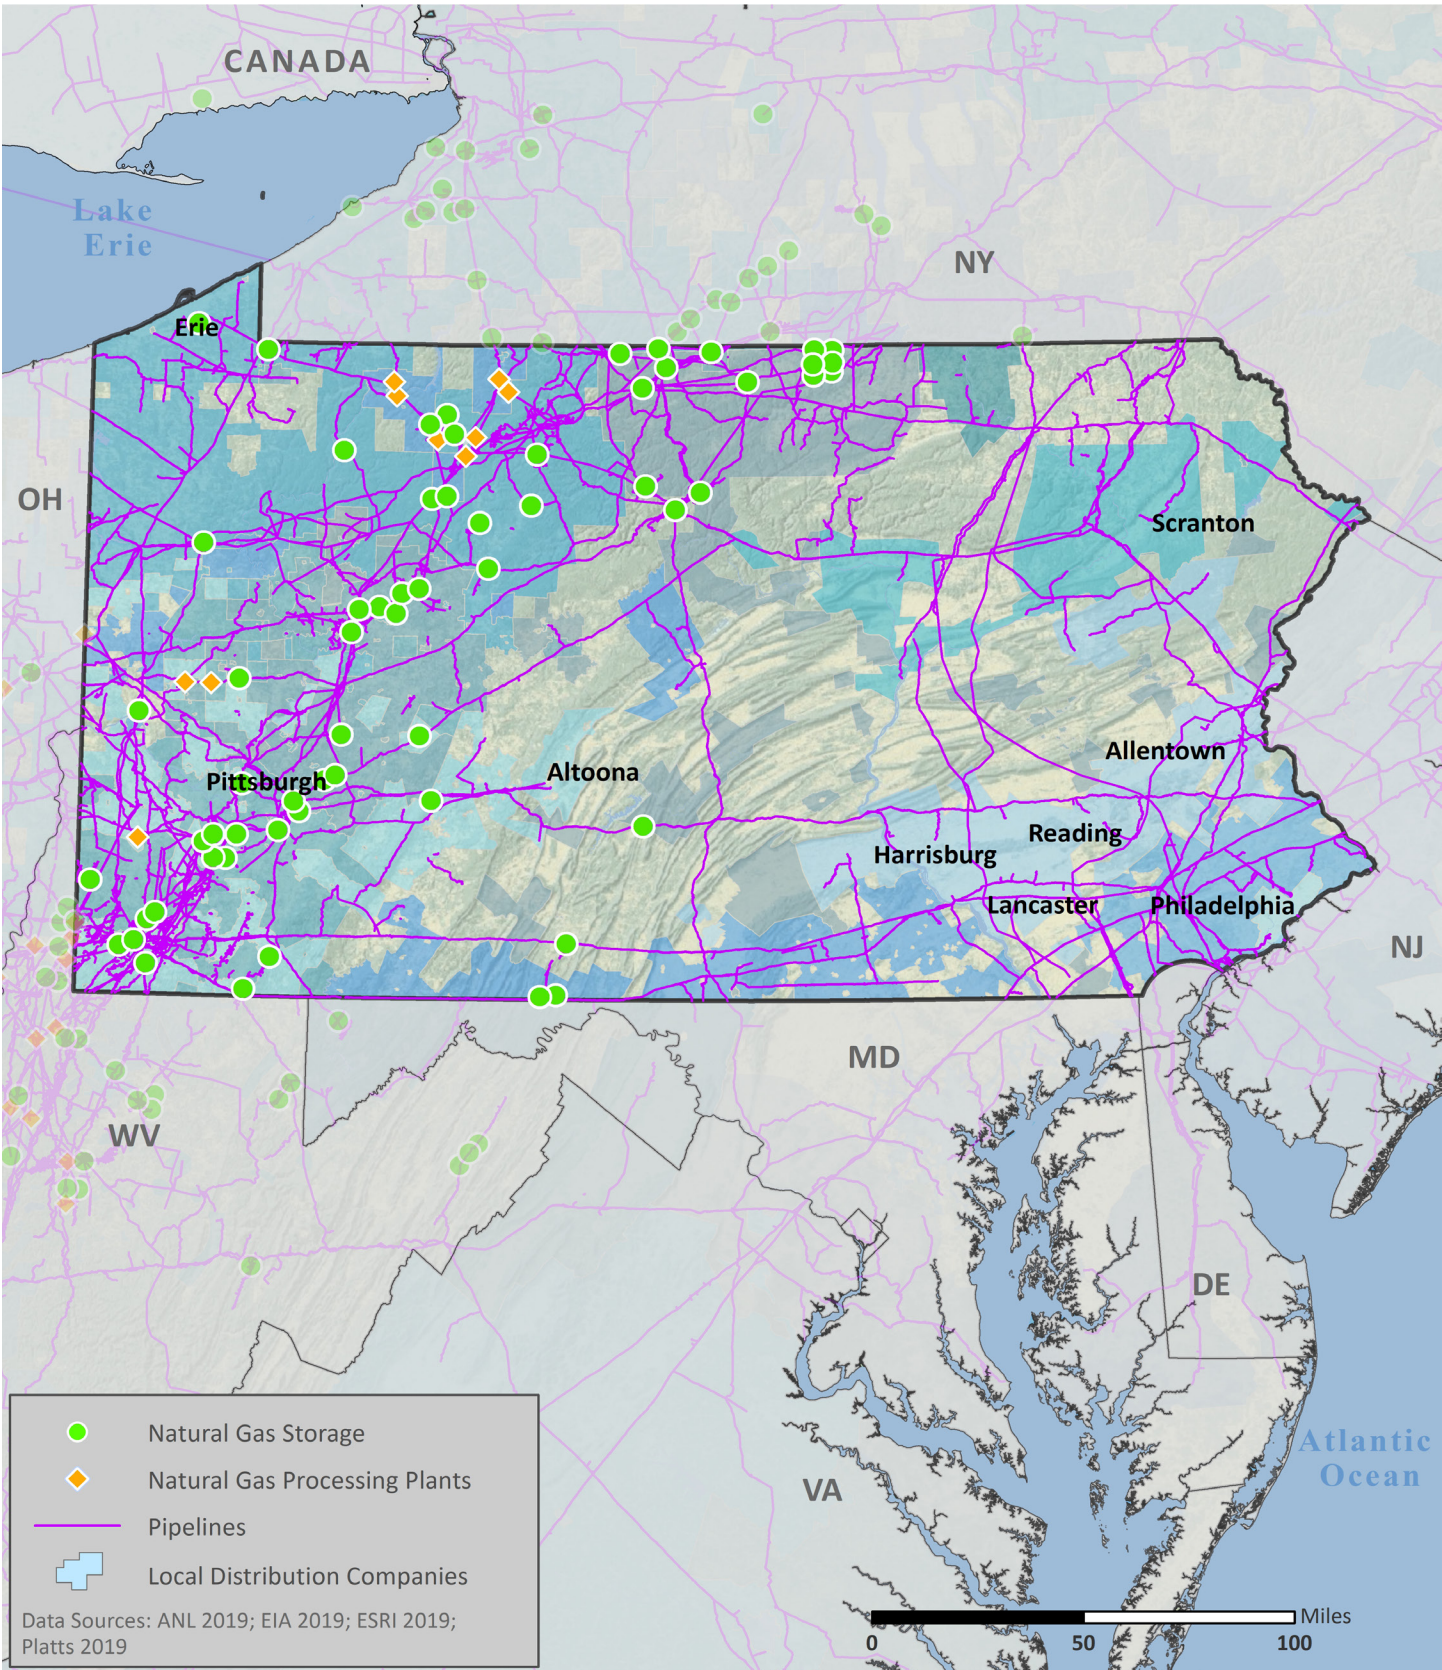 CANADA
Lake
Erie
NY
Erie
OH
Scranton
Allentown
Altoona
Pittsburgh
Reading
Harrisburg
Lancaster
Philadelphia
NJ
MD
WV
DE
Natural Gas Storage
Natural Gas Processing Plants
Pipelines
Local Distribution Companies
Data Sources: ANL 2019; EIA 2019; ESRI 2019;
Platts 2019
VA
Atlantic
Ocean
Miles
0 50 100